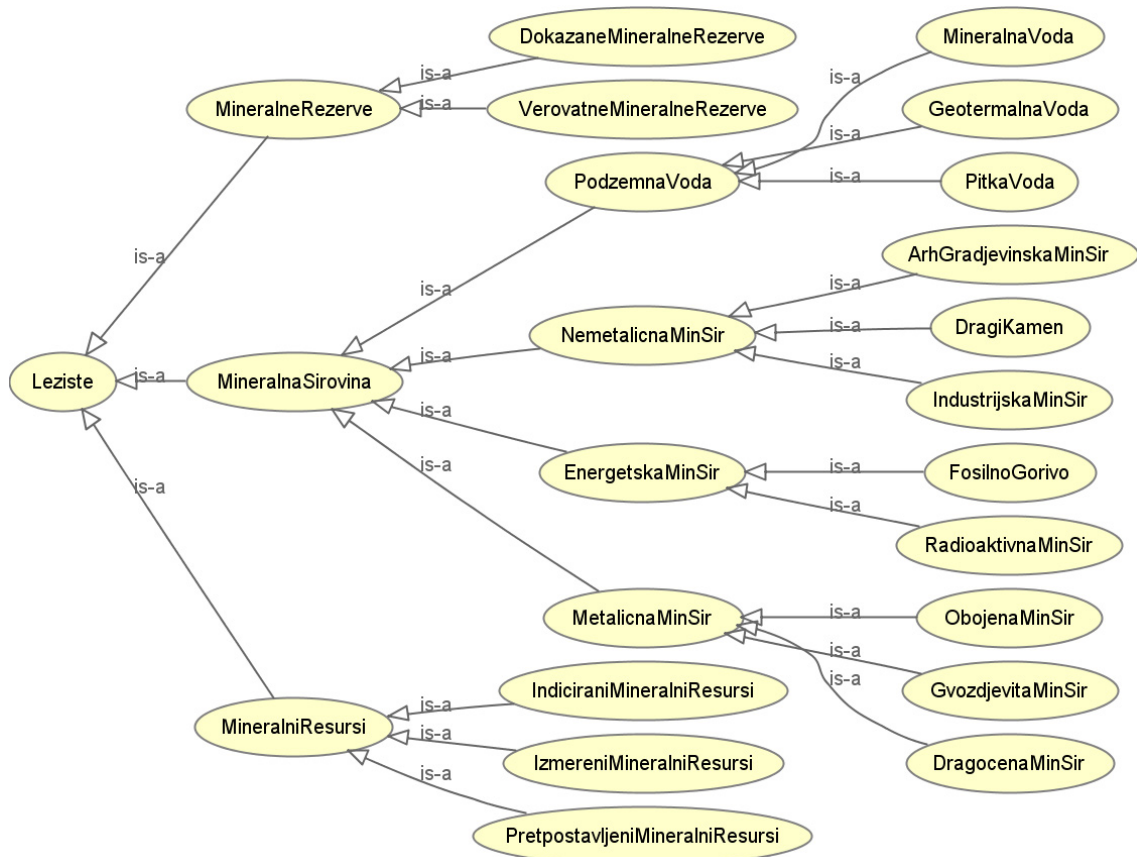 DokazaneMineralneRezerve
MineralnaVoda
is-a
is-a
MineralneRezerve
is-a
VerovatneMineralneRezerve
GeotermalnaVoda
is-a
PodzemnaVoda
is-a
PitkaVoda
is-a
ArhGradjevinskaMinSir
is-a
is-a
NemetalicnaMinSir
is-a
DragiKamen
is-a
Leziste
is-a
MineralnaSirovina
is-a
IndustrijskaMinSir
is-a
is-a
EnergetskaMinSir
is-a
FosilnoGorivo
is-a
is-a
RadioaktivnaMinSir
MetalicnaMinSir
is-a
ObojenaMinSir
is-a
is-a
GvozdjevitaMinSir
MineralniResursi
is-a
IndiciraniMineralniResursi
is-a
IzmereniMineralniResursi
DragocenaMinSir
is-a
PretpostavljeniMineralniResursi